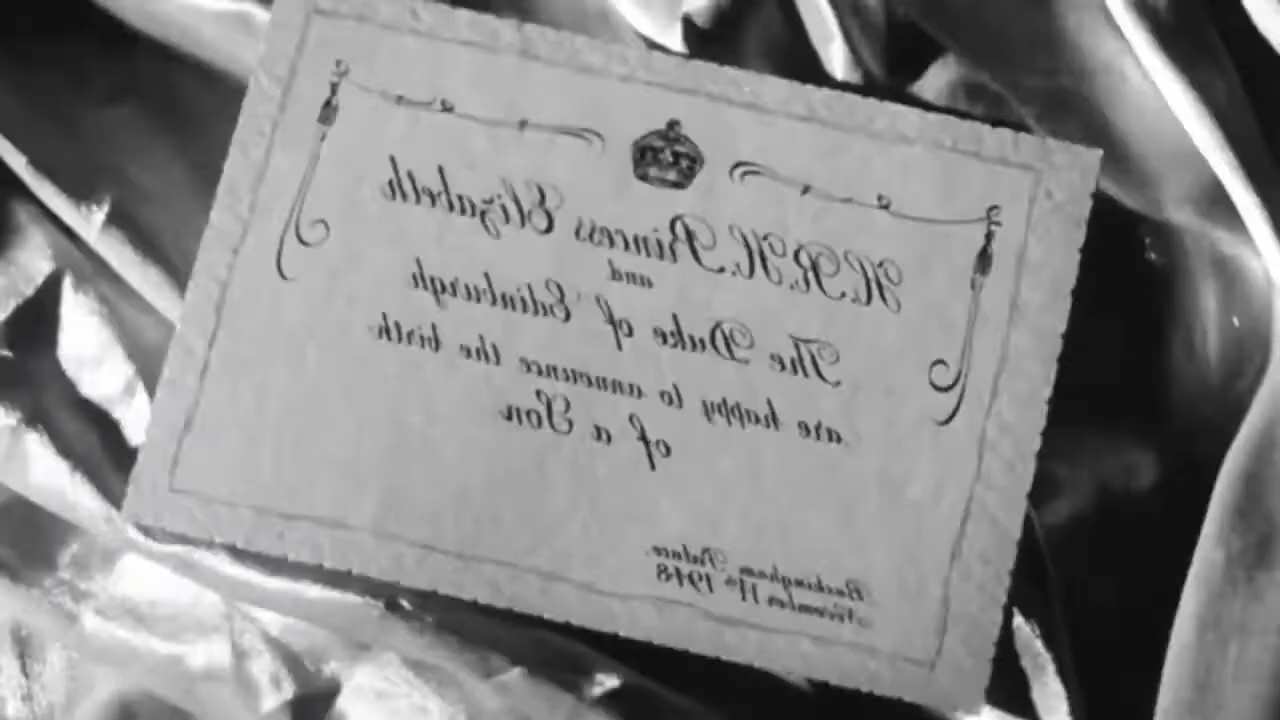 H.R.H. Princess Elizabeth
and
The Duke of Edinburgh
are happy to announce the birth
of a Son
Buckingham Palace.
November 14th 1948